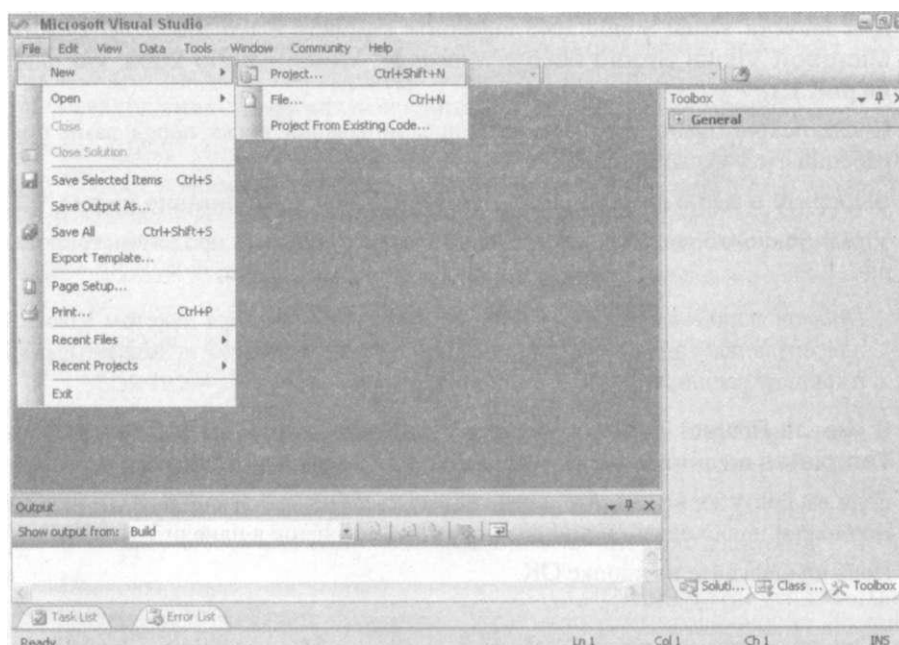 Microsoft Visual Studio
File Edit View Data Tools Window Community Help
New
Project... Ctrl+Shift+N
Open
File... Ctrl+N
Close
Project From Existing Code...
Close Solution
Save Selected Items Ctrl+S
Save Output As...
Save All Ctrl+Shift+S
Export Template...
Page Setup...
Print... Ctrl+P
Recent Files
Recent Projects
Exit
Toolbox
General
Output
Show output from: Build
Soluti... Class ... Toolbox
Task List Error List
Ready Ln 1 Col 1 Ch 1 INS